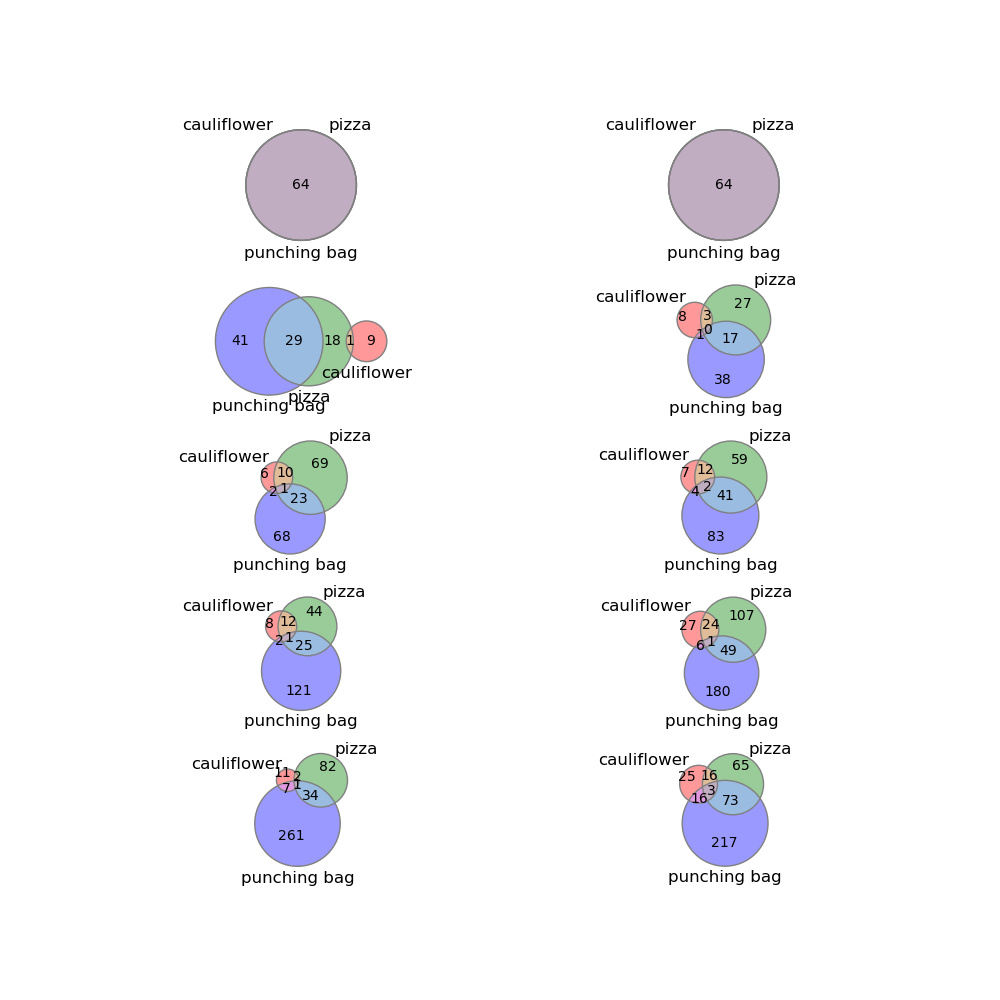 cauliflower pizza
64
punching bag
cauliflower pizza
64
punching bag
41 29 18 1 9
cauliflower
pizza
punching bag
pizza
cauliflower
27
8 3
1 0 17
38
punching bag
pizza
cauliflower
69
6 10
2 1 23
68
punching bag
pizza
cauliflower
59
7 12
4 2 41
83
punching bag
pizza
cauliflower
44
8 12
2 1 25
121
punching bag
pizza
cauliflower
107
27 24
6 1 49
180
punching bag
pizza
cauliflower
82
11 2
7 1 34
261
punching bag
pizza
cauliflower
65
25 16
16 3 73
217
punching bag